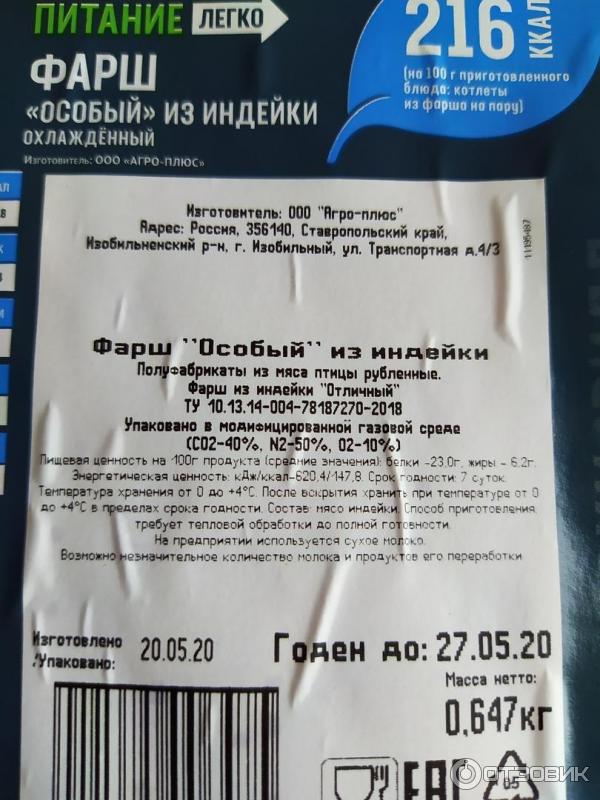 ПИТАНИЕ ЛЕГКО
ФАРШ
«ОСОБЫЙ» ИЗ ИНДЕЙКИ
ОХЛАЖДЁННЫЙ
Изготовитель: ООО «АГРО-ПЛЮС»
216 ККАЛ
(на 100 г приготовленного
блюда: котлеты
из фарша на пару)
Изготовитель: ООО "Агро-плюс"
Адрес: Россия, 356140, Ставропольский край,
Изобильненский р-н, г. Изобильный, ул. Транспортная д.4/3
11195487
Фарш "Особый" из индейки
Полуфабрикаты из мяса птицы рубленные.
Фарш из индейки "Отличный"
ТУ 10.13.14-004-78187270-2018
Упаковано в модифицированной газовой среде
(СО2-40%, N2-50%, О2-10%)
Пищевая ценность на 100г продукта (средние значения): белки -23,0г, жиры - 6,2г.
Энергетическая ценность: кДж/ккал-620,4/147,8. Срок годности: 7 суток.
Температура хранения от 0 до +4°С. После вскрытия хранить при температуре от 0
до +4°С в пределах срока годности. Состав: мясо индейки. Способ приготовления:
требует тепловой обработки до полной готовности.
На предприятии используется сухое молоко.
Возможно незначительное количество молока и продуктов его переработки
Изготовлено
/Упаковано: 20.05.20
Годен до: 27.05.20
Масса нетто:
0,647кг
EAC
05
ОТЗОВИК